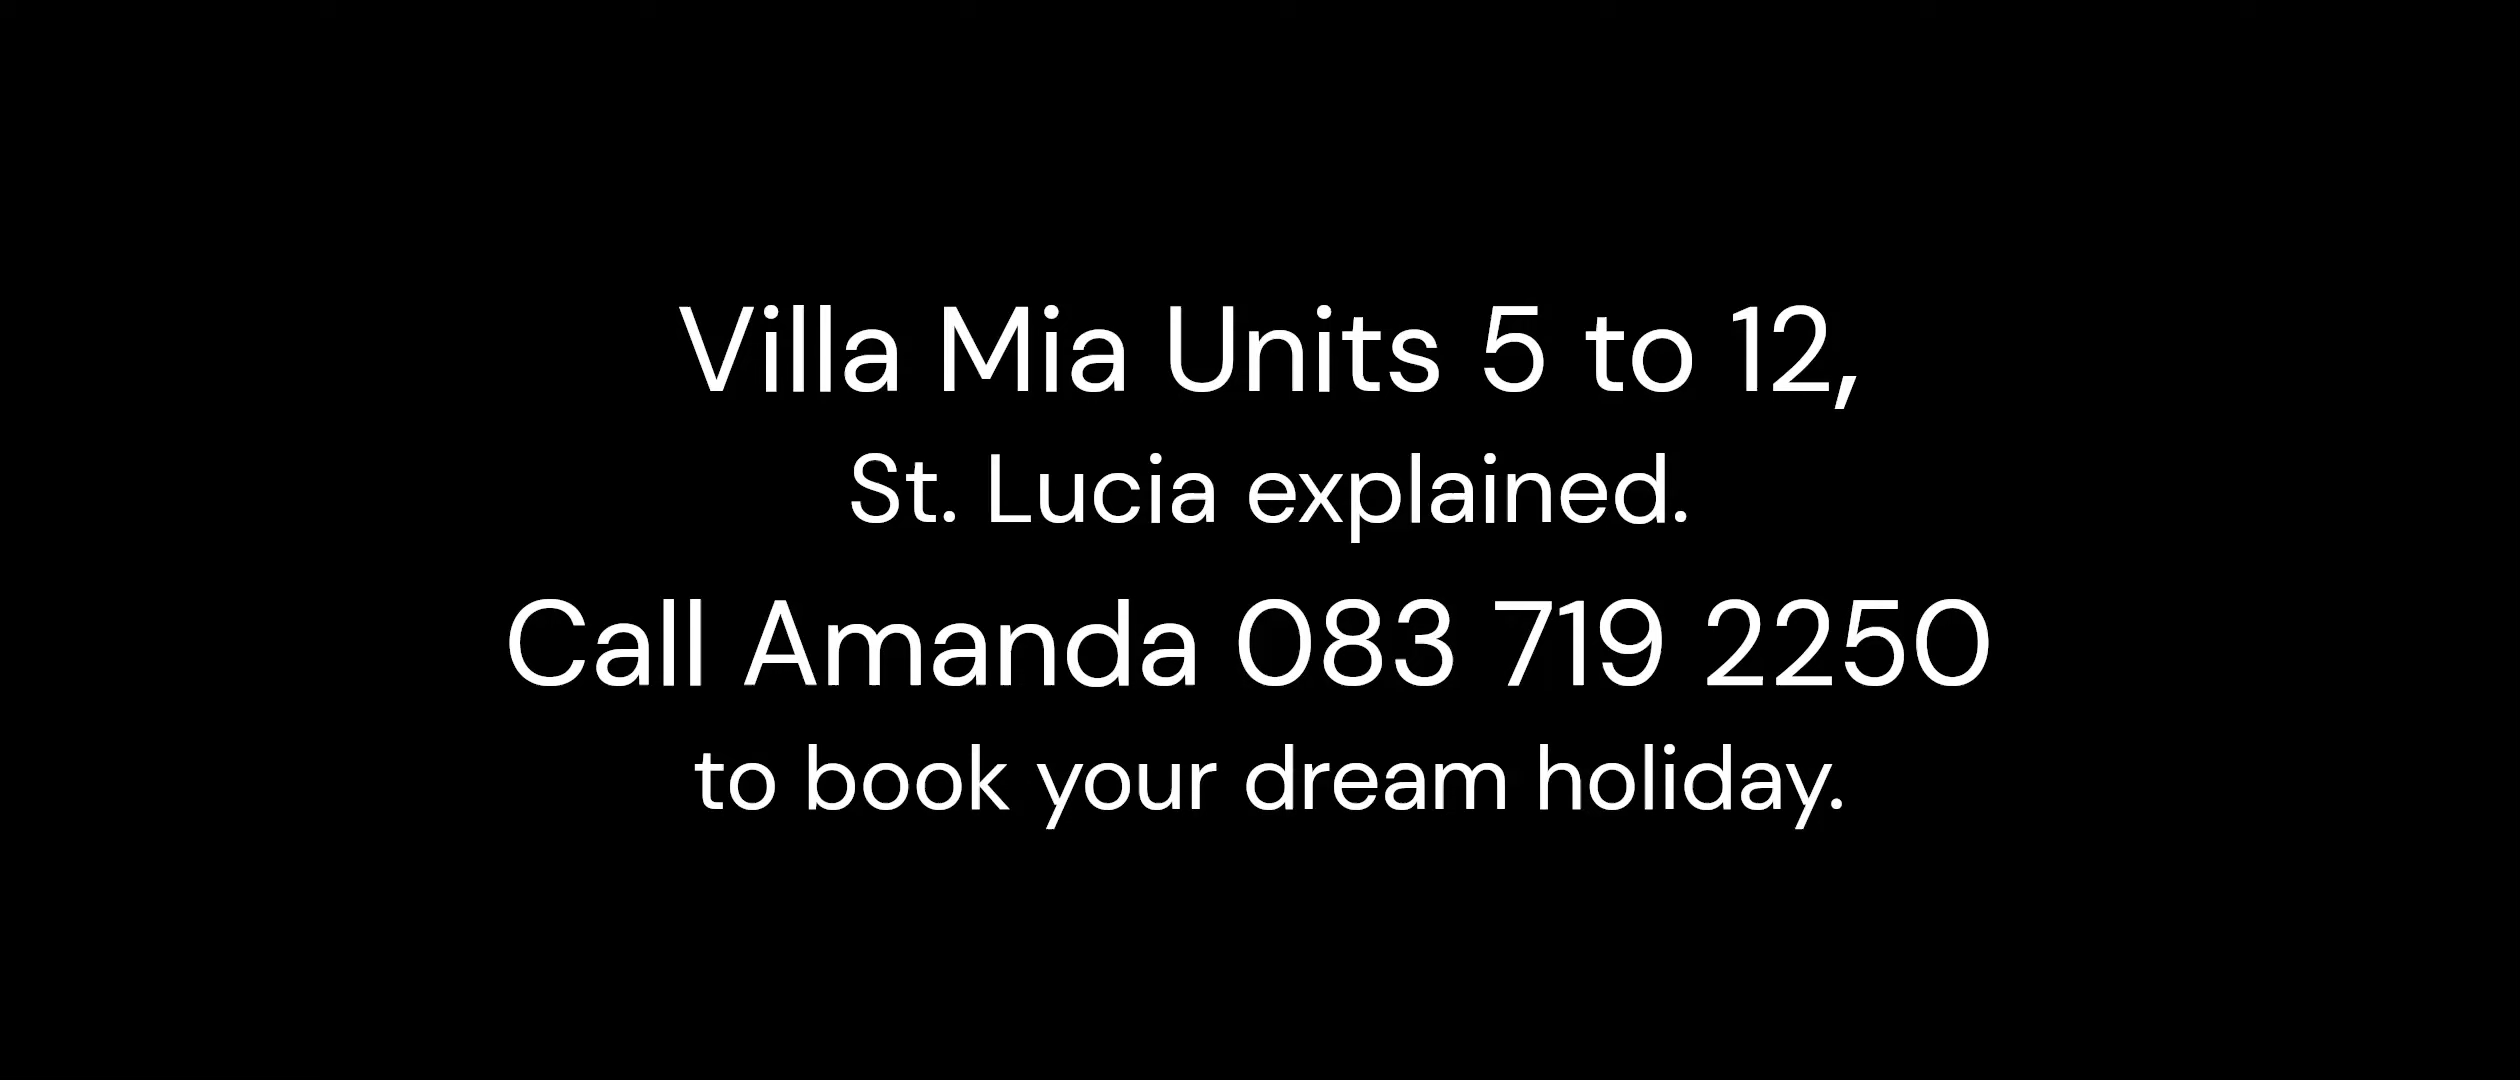 Villa Mia Units 5 to 12,
St. Lucia explained.
Call Amanda 083 719 2250
to book your dream holiday.